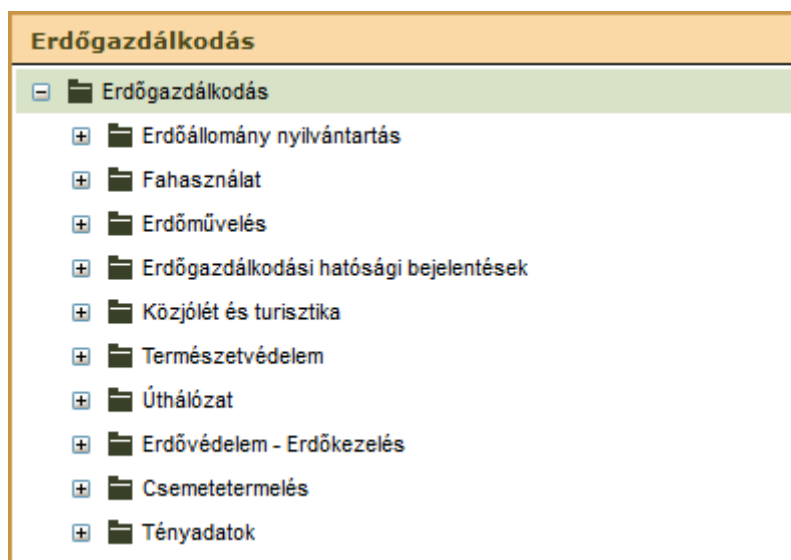 Erdőgazdálkodás
Erdőgazdálkodás
Erdőállomány nyilvántartás
Fahasználat
Erdőművelés
Erdőgazdálkodási hatósági bejelentések
Közjólét és turisztika
Természetvédelem
Úthálózat
Erdővédelem - Erdőkezelés
Csemetetermelés
Tényadatok